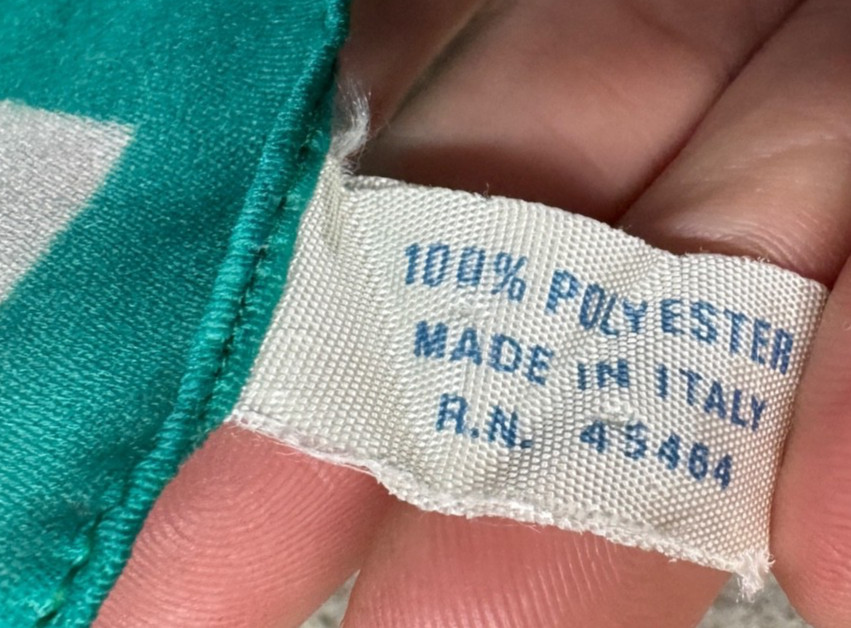 100% POLYESTER
MADE IN ITALY
R.N. 45464